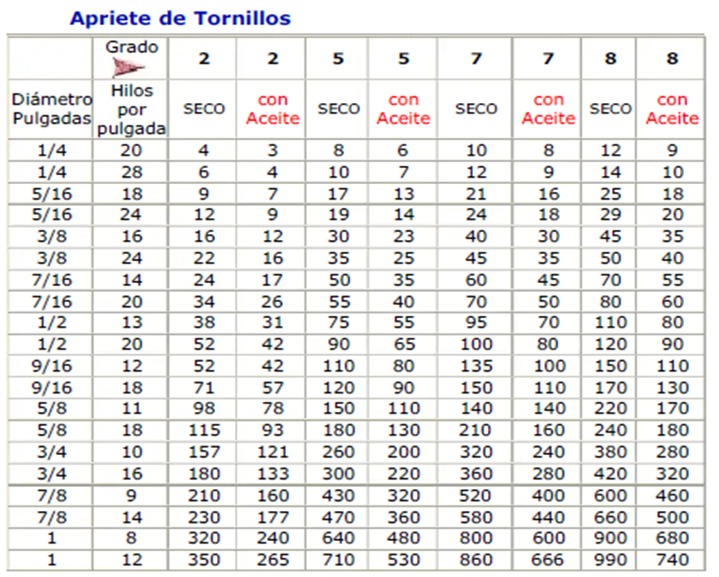 Apriete de Tornillos
Grado 2 2 5 5 7 7 8 8
Diámetro Pulgadas Hilos por pulgada SECO con Aceite SECO con Aceite SECO con Aceite SECO con Aceite
1/4 20 4 3 8 6 10 8 12 9
1/4 28 6 4 10 7 12 9 14 10
5/16 18 9 7 17 13 21 16 25 18
5/16 24 12 9 19 14 24 18 29 20
3/8 16 16 12 30 23 40 30 45 35
3/8 24 22 16 35 25 45 35 50 40
7/16 14 24 17 50 35 60 45 70 55
7/16 20 34 26 55 40 70 50 80 60
1/2 13 38 31 75 55 95 70 110 80
1/2 20 52 42 90 65 100 80 120 90
9/16 12 52 42 110 80 135 100 150 110
9/16 18 71 57 120 90 150 110 170 130
5/8 11 98 78 150 110 140 140 220 170
5/8 18 115 93 180 130 210 160 240 180
3/4 10 157 121 260 200 320 240 380 280
3/4 16 180 133 300 220 360 280 420 320
7/8 9 210 160 430 320 520 400 600 460
7/8 14 230 177 470 360 580 440 660 500
1 8 320 240 640 480 800 600 900 680
1 12 350 265 710 530 860 666 990 740